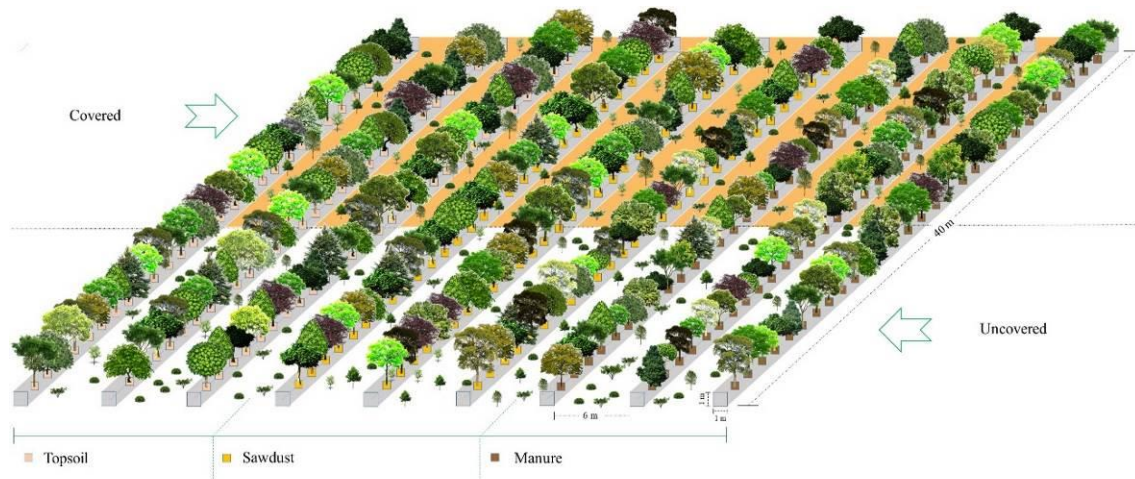 Covered
40 m
Uncovered
1 m
6 m
1 m
Topsoil
Sawdust
Manure